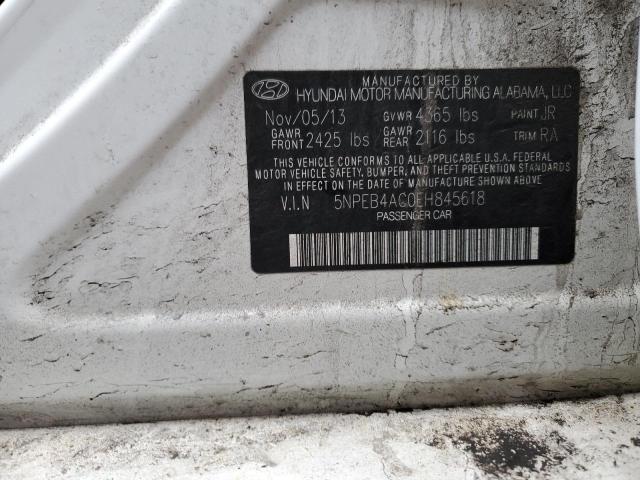 MANUFACTURED BY
HYUNDAI MOTOR MANUFACTURING ALABAMA, LLC
Nov/05/13 GVWR 4365 lbs PAINT JR
GAWR FRONT 2425 lbs GAWR REAR 2116 lbs TRIM RA
THIS VEHICLE CONFORMS TO ALL APPLICABLE U.S.A. FEDERAL
MOTOR VEHICLE SAFETY, BUMPER, AND THEFT PREVENTION STANDARDS
IN EFFECT ON THE DATE OF MANUFACTURE SHOWN ABOVE.
V.I.N 5NPEB4AC0EH845618
PASSENGER CAR